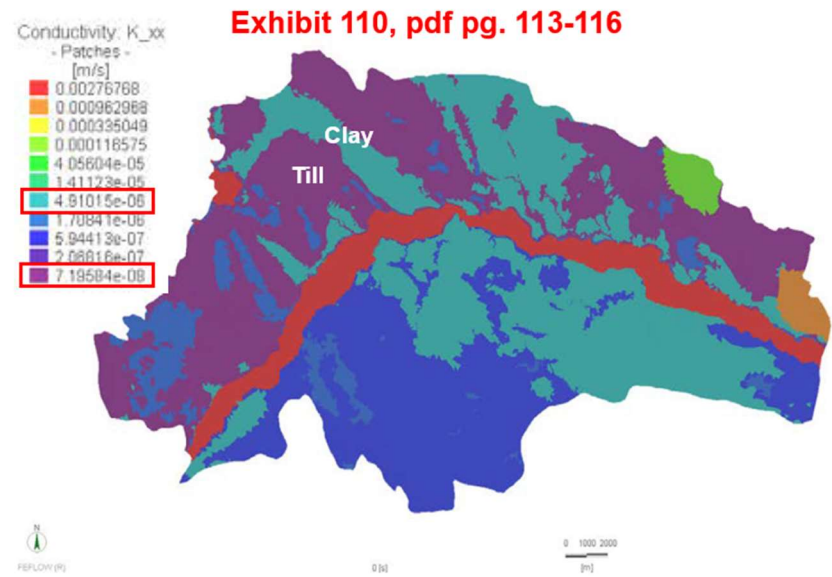 Exhibit 110, pdf pg. 113-116
Conductivity: K_xx
- Patches -
[m/s]
0.00276768
0.000962968
0.000335049
0.000116575
4.05604e-05
1.41123e-05
4.91015e-06
1.70841e-06
5.94413e-07
2.06816e-07
7.19584e-08
Clay
Till
N
FEFLOW (R)
0 [s]
0 1000 2000
[m]